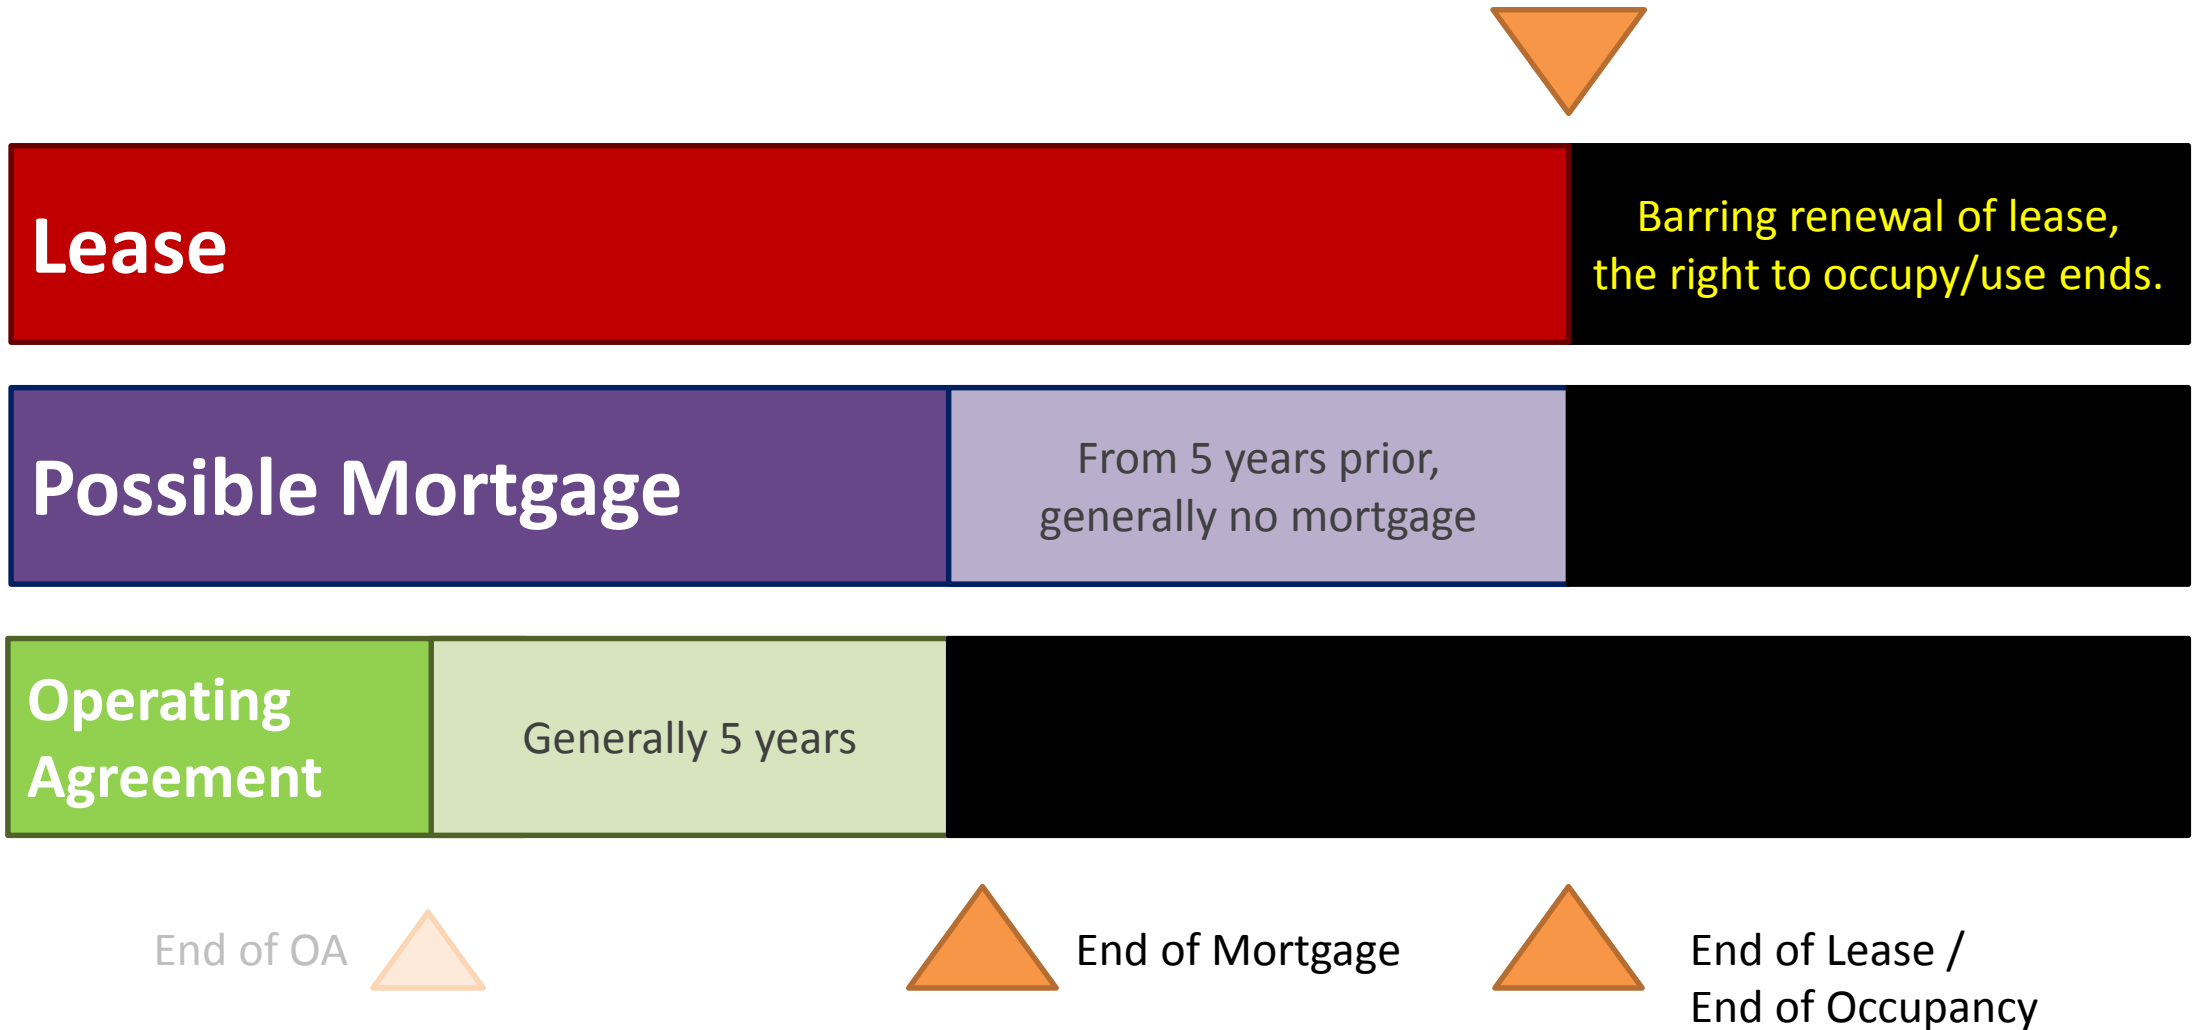 Lease
Barring renewal of lease,
the right to occupy/use ends.
Possible Mortgage
From 5 years prior,
generally no mortgage
Operating
Agreement
Generally 5 years
End of OA
End of Mortgage
End of Lease /
End of Occupancy